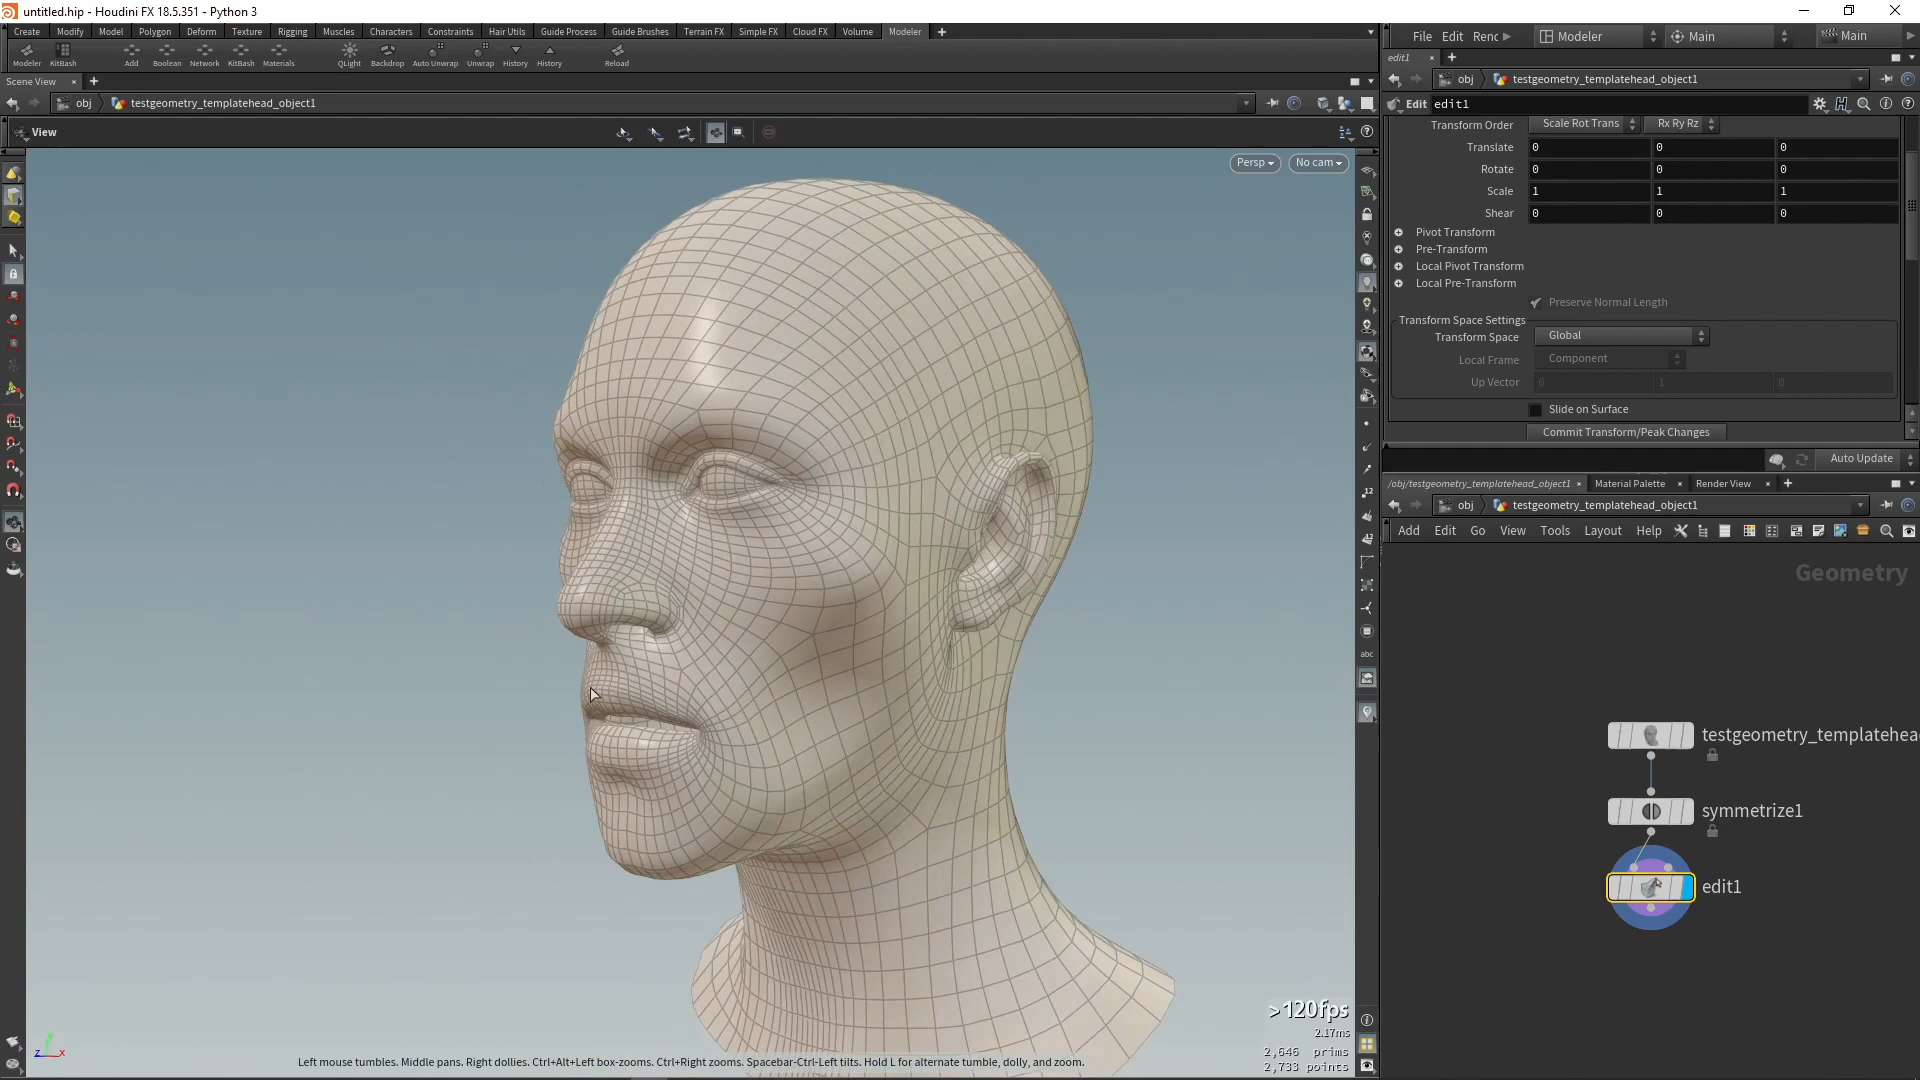 untitled.hip - Houdini FX 18.5.351 - Python 3
Create Modify Model Polygon Deform Texture Rigging Muscles Characters Constraints Hair Utils Guide Process Guide Brushes Terrain FX Simple FX Cloud FX Volume Modeler
Modeler KitBash Add Boolean Network KitBash Materials QLight Backdrop Auto Unwrap Unwrap History History Reload
Scene View
obj testgeometry_templatehead_object1
View
Persp No cam
>120fps
2.17ms
2,646 prims
2,733 points
Left mouse tumbles. Middle pans. Right dollies. Ctrl+Alt+Left box-zooms. Ctrl+Right zooms. Spacebar-Ctrl-Left tilts. Hold L for alternate tumble, dolly, and zoom.
y
z x
12
12
abc
File Edit Renc Modeler Main Main
edit1
obj testgeometry_templatehead_object1
Edit edit1
Transform Order Scale Rot Trans Rx Ry Rz
Translate 0 0 0
Rotate 0 0 0
Scale 1 1 1
Shear 0 0 0
Pivot Transform
Pre-Transform
Local Pivot Transform
Local Pre-Transform
Preserve Normal Length
Transform Space Settings
Transform Space Global
Local Frame Component
Up Vector 0 1 0
Slide on Surface
Commit Transform/Peak Changes
Auto Update
/obj/testgeometry_templatehead_object1 Material Palette Render View
obj testgeometry_templatehead_object1
Add Edit Go View Tools Layout Help
Geometry
testgeometry_templatehea
symmetrize1
edit1